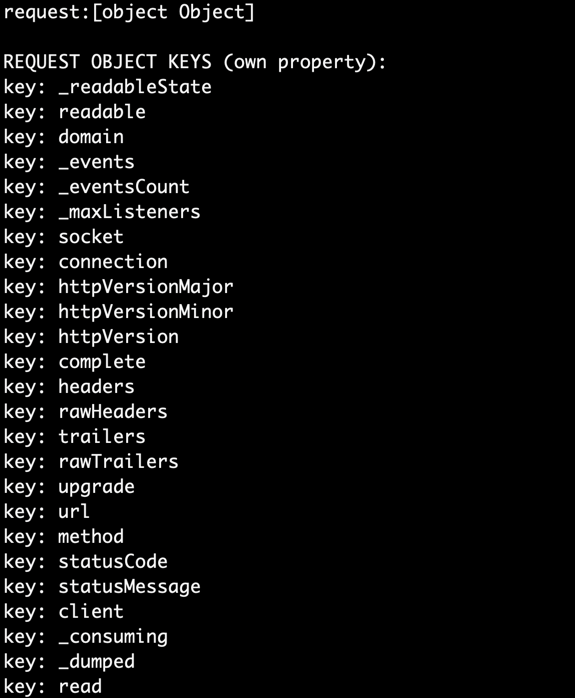 request:[object Object]
REQUEST OBJECT KEYS (own property):
key: _readableState
key: readable
key: domain
key: _events
key: _eventsCount
key: _maxListeners
key: socket
key: connection
key: httpVersionMajor
key: httpVersionMinor
key: httpVersion
key: complete
key: headers
key: rawHeaders
key: trailers
key: rawTrailers
key: upgrade
key: url
key: method
key: statusCode
key: statusMessage
key: client
key: _consuming
key: _dumped
key: read